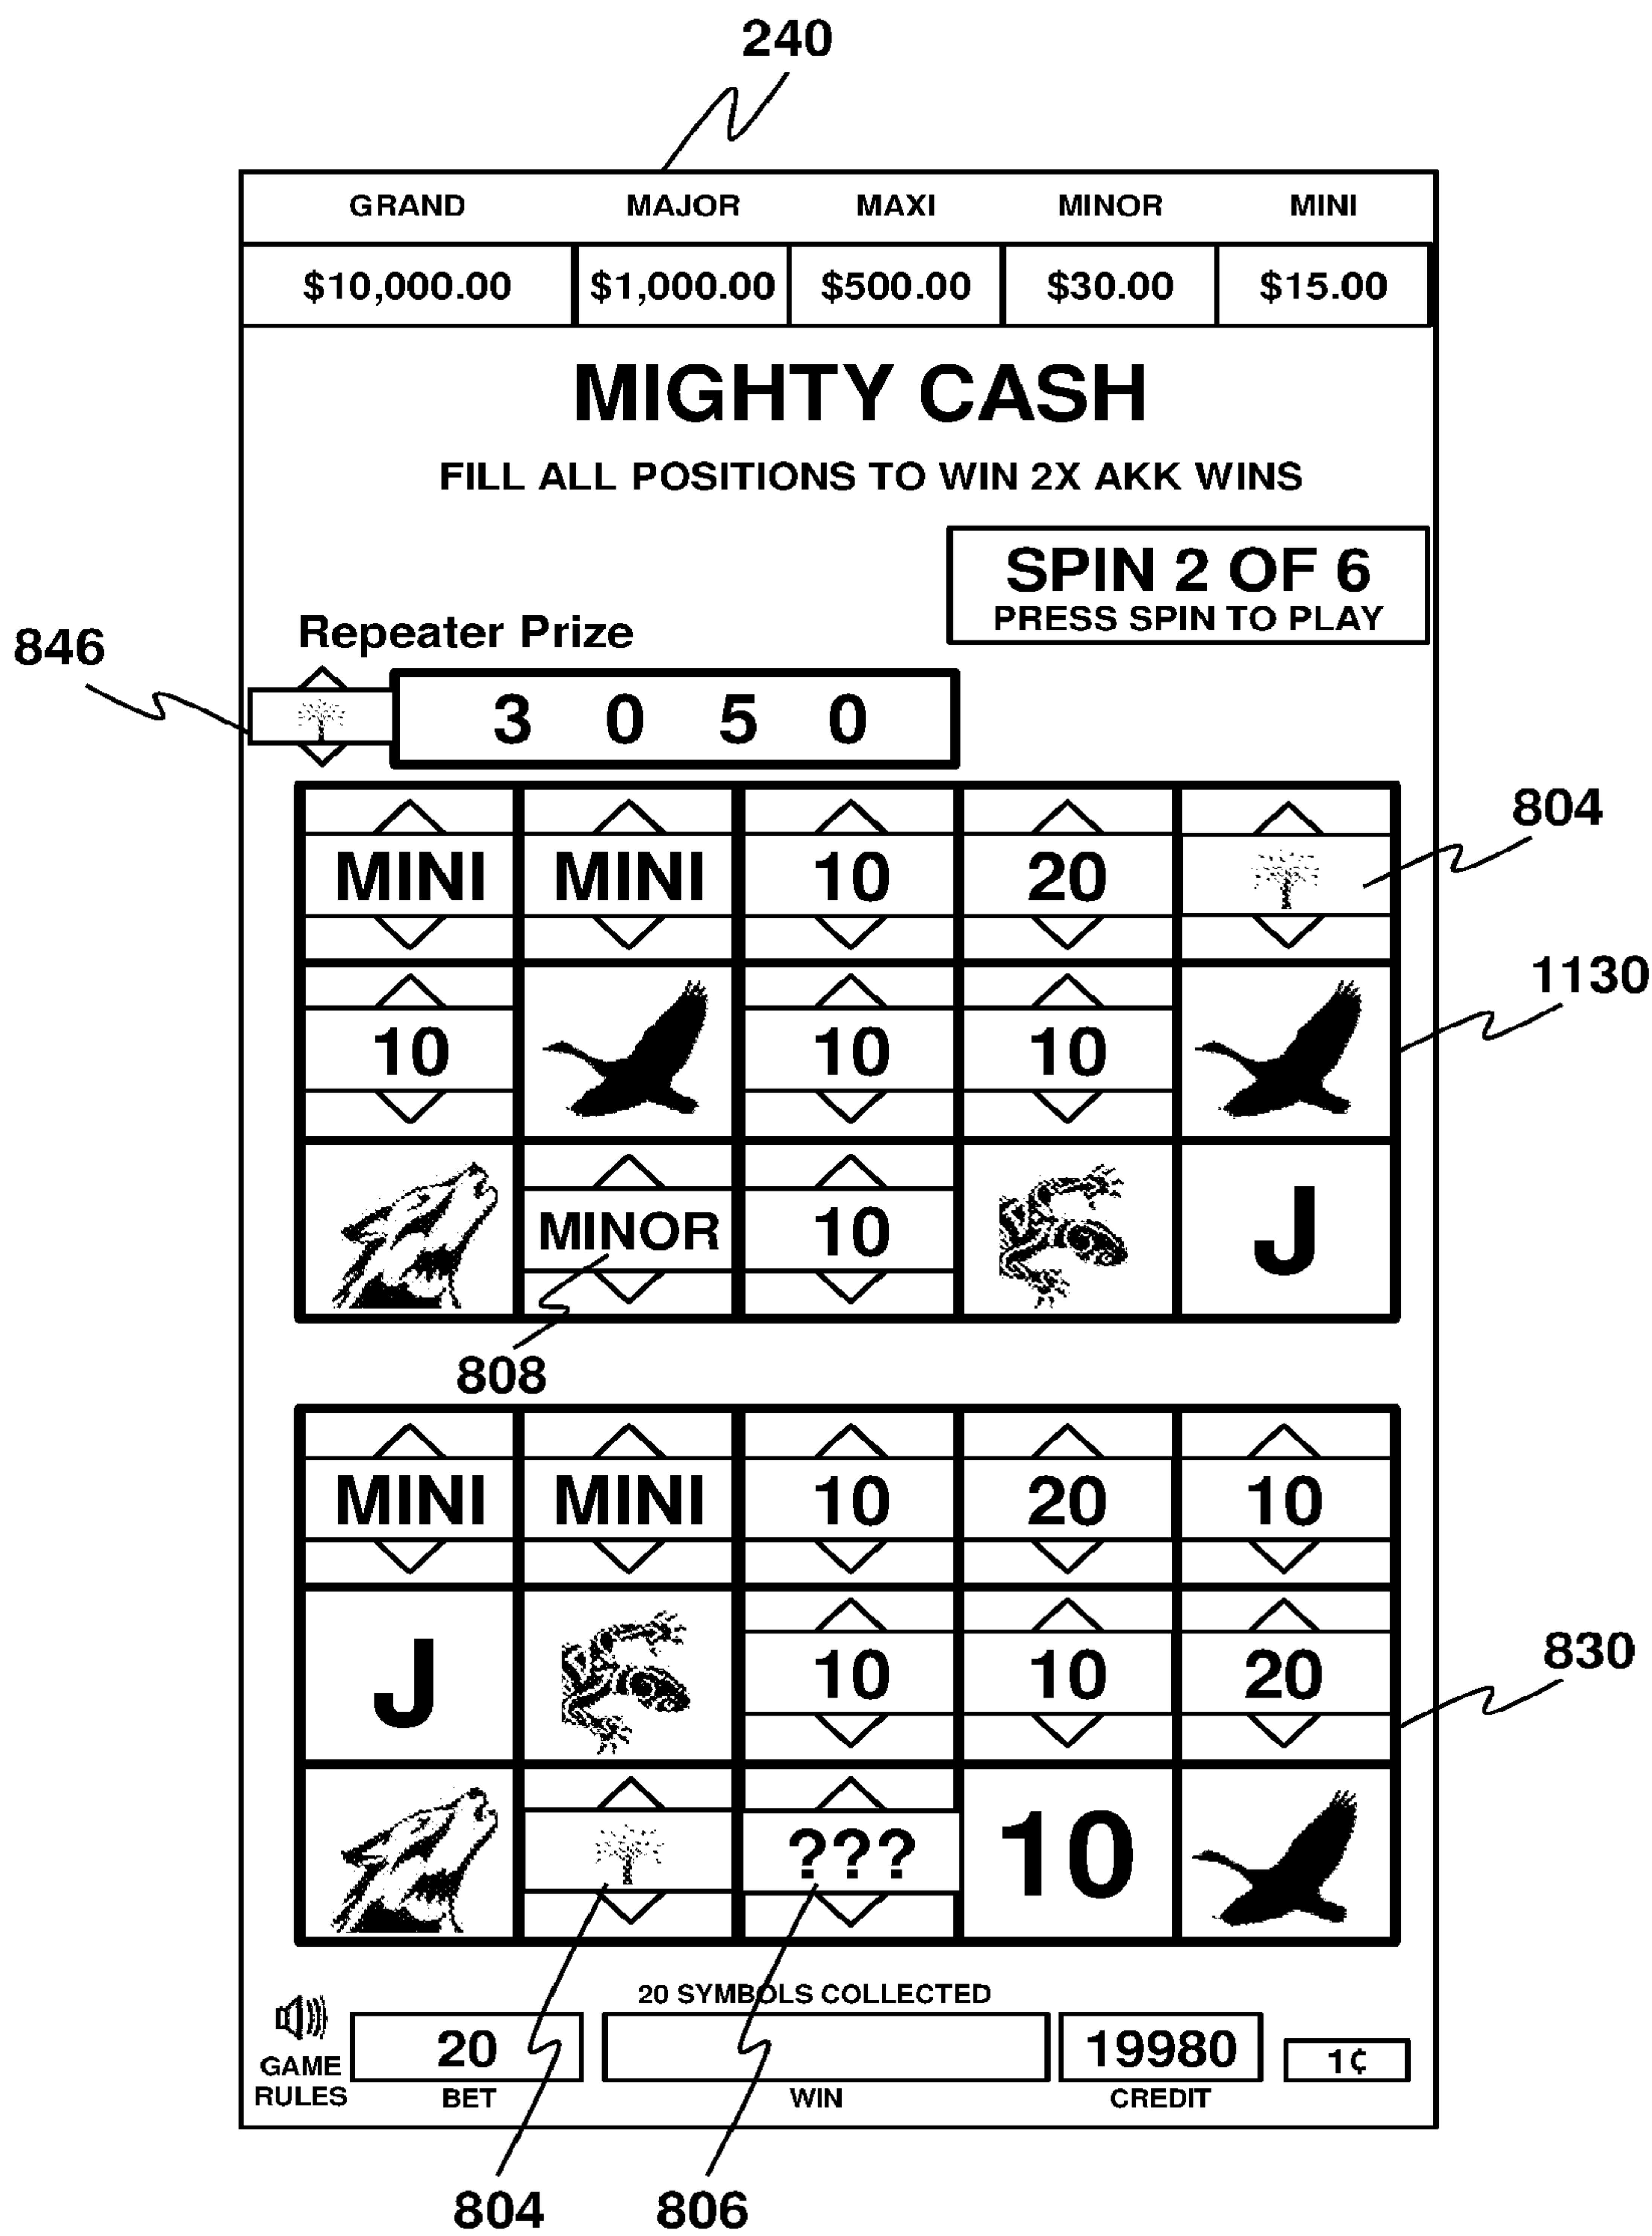 240
GRAND MAJOR MAXI MINOR MINI
$10,000.00 $1,000.00 $500.00 $30.00 $15.00
MIGHTY CASH
FILL ALL POSITIONS TO WIN 2X AKK WINS
SPIN 2 OF 6
PRESS SPIN TO PLAY
Repeater Prize
846
3 0 5 0
804
MINI MINI 10 20
1130
10 10 10
MINOR 10 J
808
MINI MINI 10 20 10
J 10 10 20
830
??? 10
20 SYMBOLS COLLECTED
20 19980 1¢
GAME
RULES BET WIN CREDIT
804 806